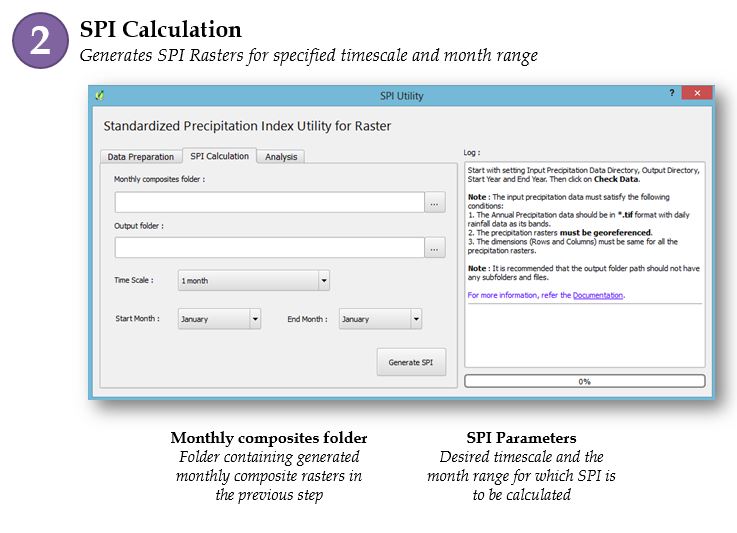 2
SPI Calculation
Generates SPI Rasters for specified timescale and month range
SPI Utility
?
x
Standardized Precipitation Index Utility for Raster
Data Preparation
SPI Calculation
Analysis
Monthly composites folder :
...
Output folder :
...
Time Scale :
1 month
Start Month :
January
End Month :
January
Generate SPI
Log :
Start with setting Input Precipitation Data Directory, Output Directory,
Start Year and End Year. Then click on Check Data.
Note : The input precipitation data must satisfy the following
conditions:
1. The Annual Precipitation data should be in *.tif format with daily
rainfall data as its bands.
2. The precipitation rasters must be georeferenced.
3. The dimensions (Rows and Columns) must be same for all the
precipitation rasters.
Note : It is recommended that the output folder path should not have
any subfolders and files.
For more information, refer the Documentation.
0%
Monthly composites folder
Folder containing generated
monthly composite rasters in
the previous step
SPI Parameters
Desired timescale and the
month range for which SPI is
to be calculated